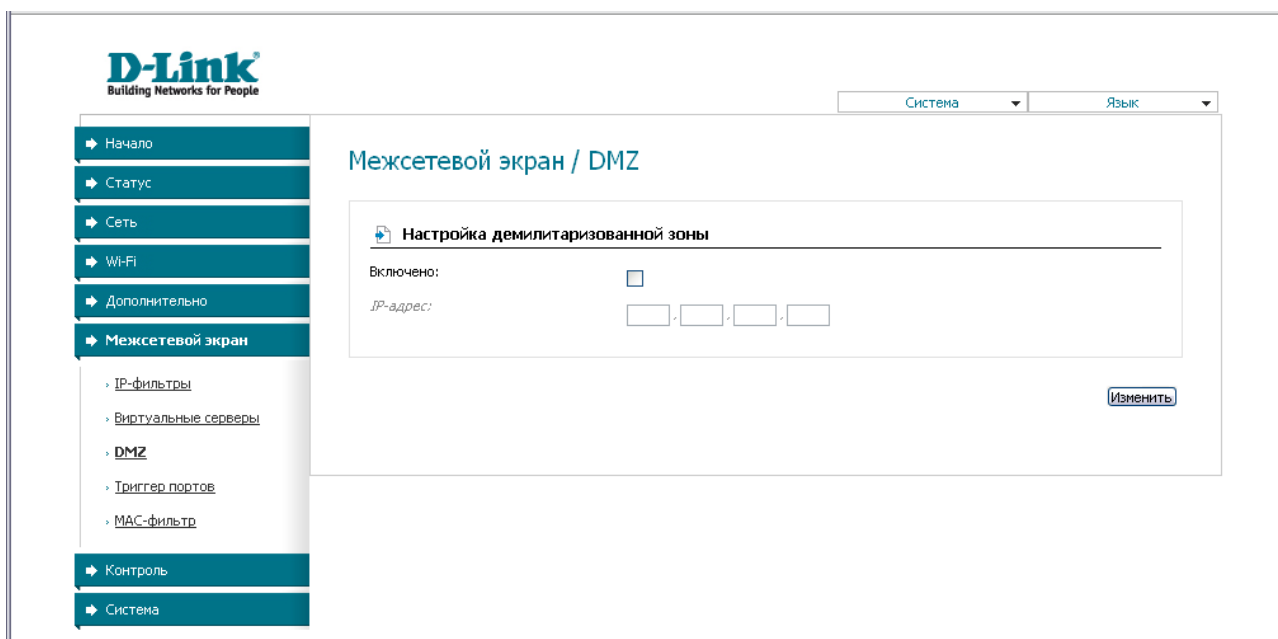 D-Link
Building Networks for People
Система
Язык
Начало
Статус
Сеть
Wi-Fi
Дополнительно
Межсетевой экран
IP-фильтры
Виртуальные серверы
DMZ
Триггер портов
MAC-фильтр
Контроль
Система
Межсетевой экран / DMZ
Настройка демилитаризованной зоны
Включено:
IP-адрес:
Изменить